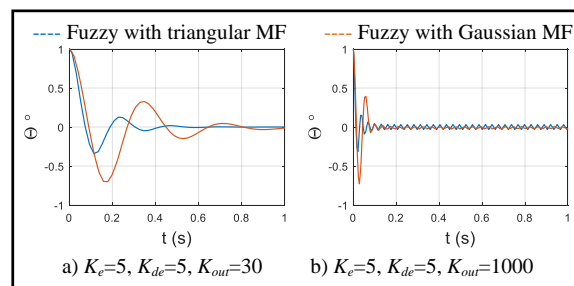 Fuzzy with triangular MF
Fuzzy with Gaussian MF
1
0.5
0
-0.5
-1
Θ °
0 0.2 0.4 0.6 0.8 1
t (s)
1
0.5
0
-0.5
-1
Θ °
0 0.2 0.4 0.6 0.8 1
t (s)
a) Ke=5, Kde=5, Kout=30
b) Ke=5, Kde=5, Kout=1000